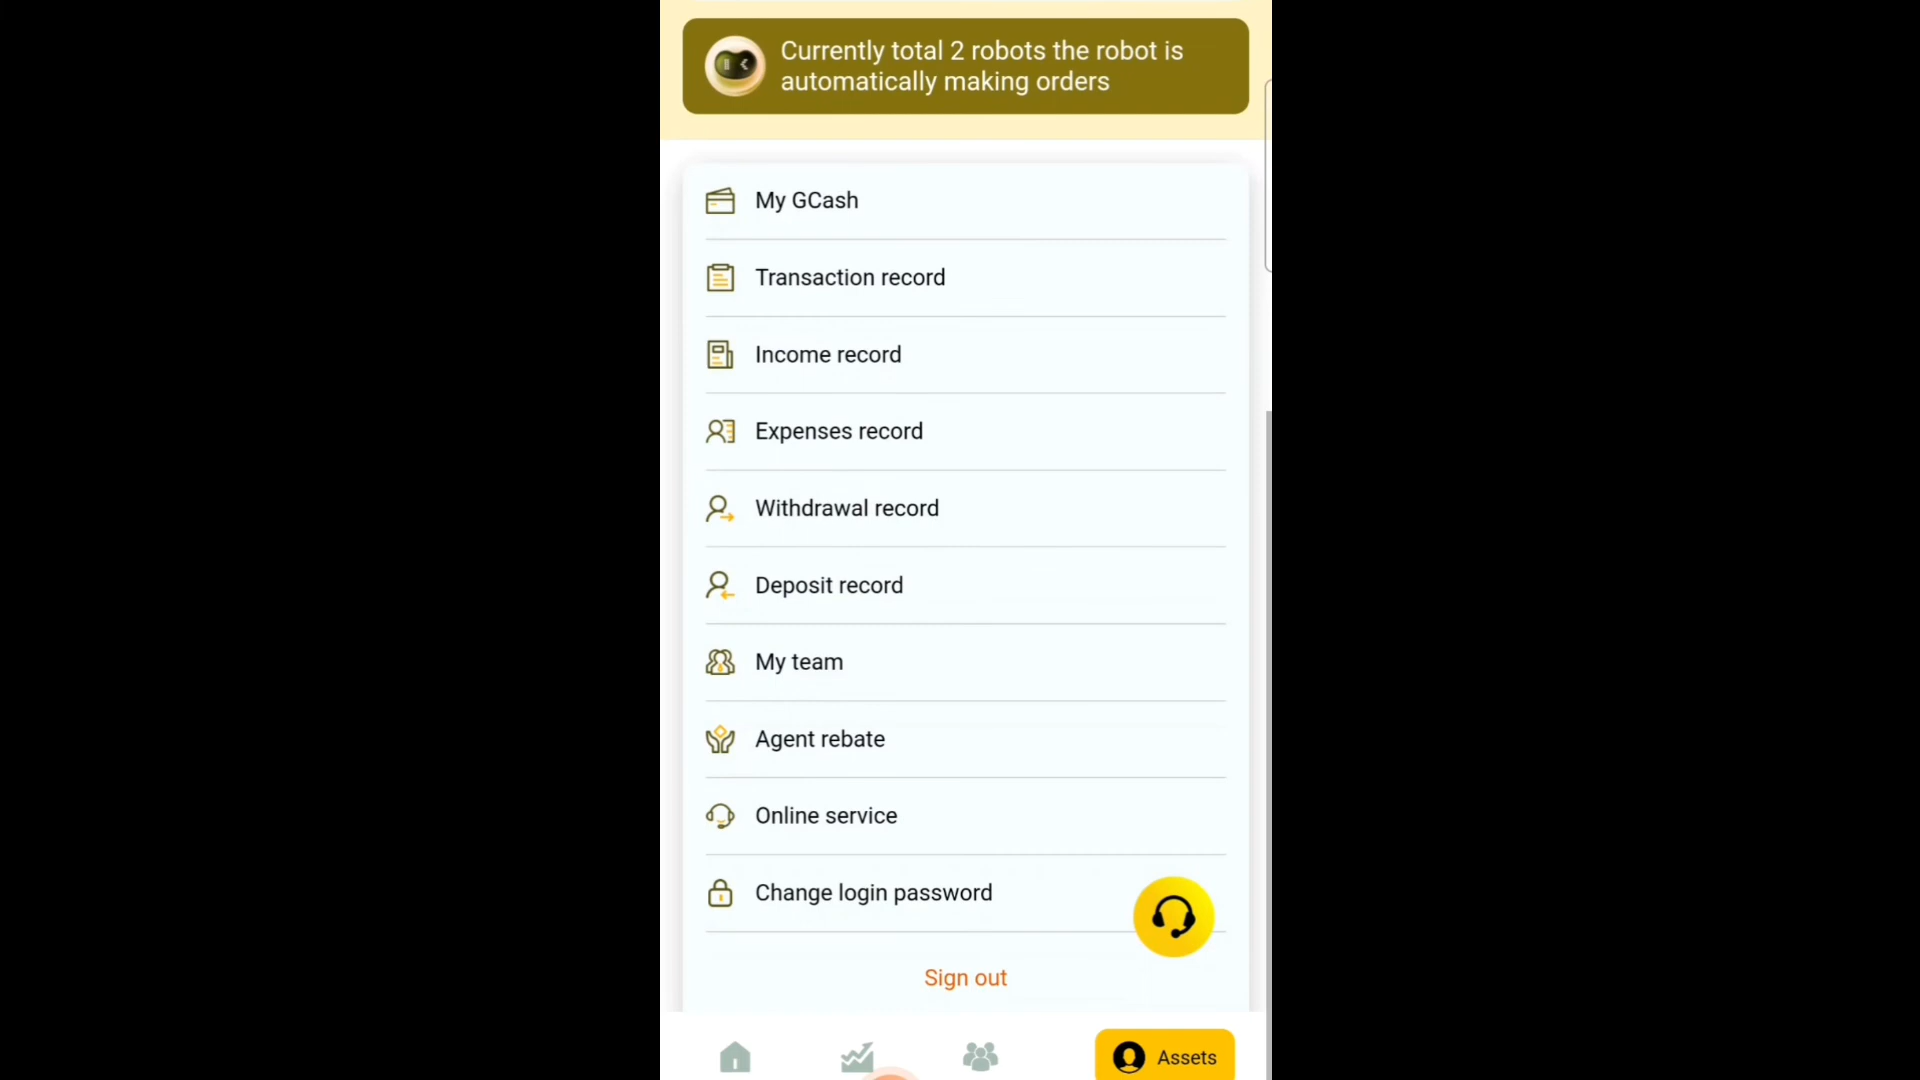 Currently total 2 robots the robot is
automatically making orders
My GCash
Transaction record
Income record
Expenses record
Withdrawal record
Deposit record
My team
Agent rebate
Online service
Change login password
Sign out
Assets